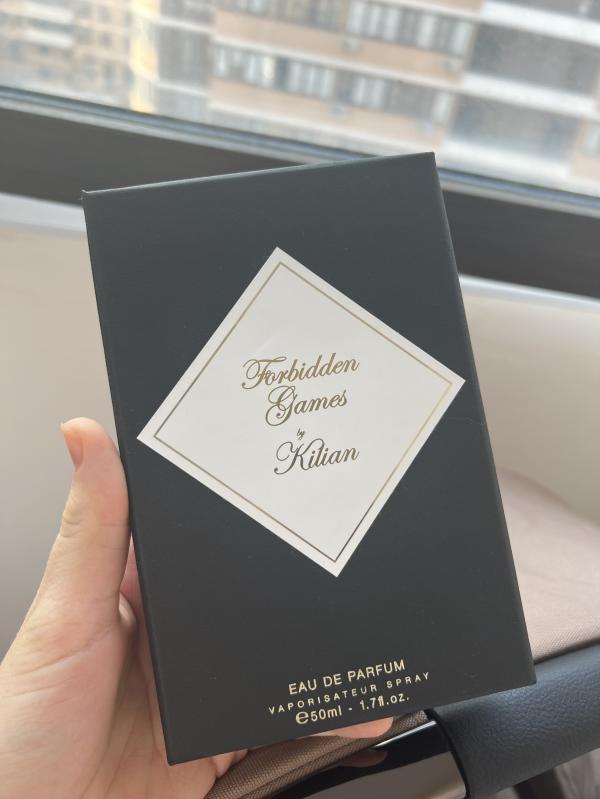 Forbidden
Games
by
Kilian
EAU DE PARFUM
VAPORISATEUR SPRAY
℮50ml - 1.7fl.oz.